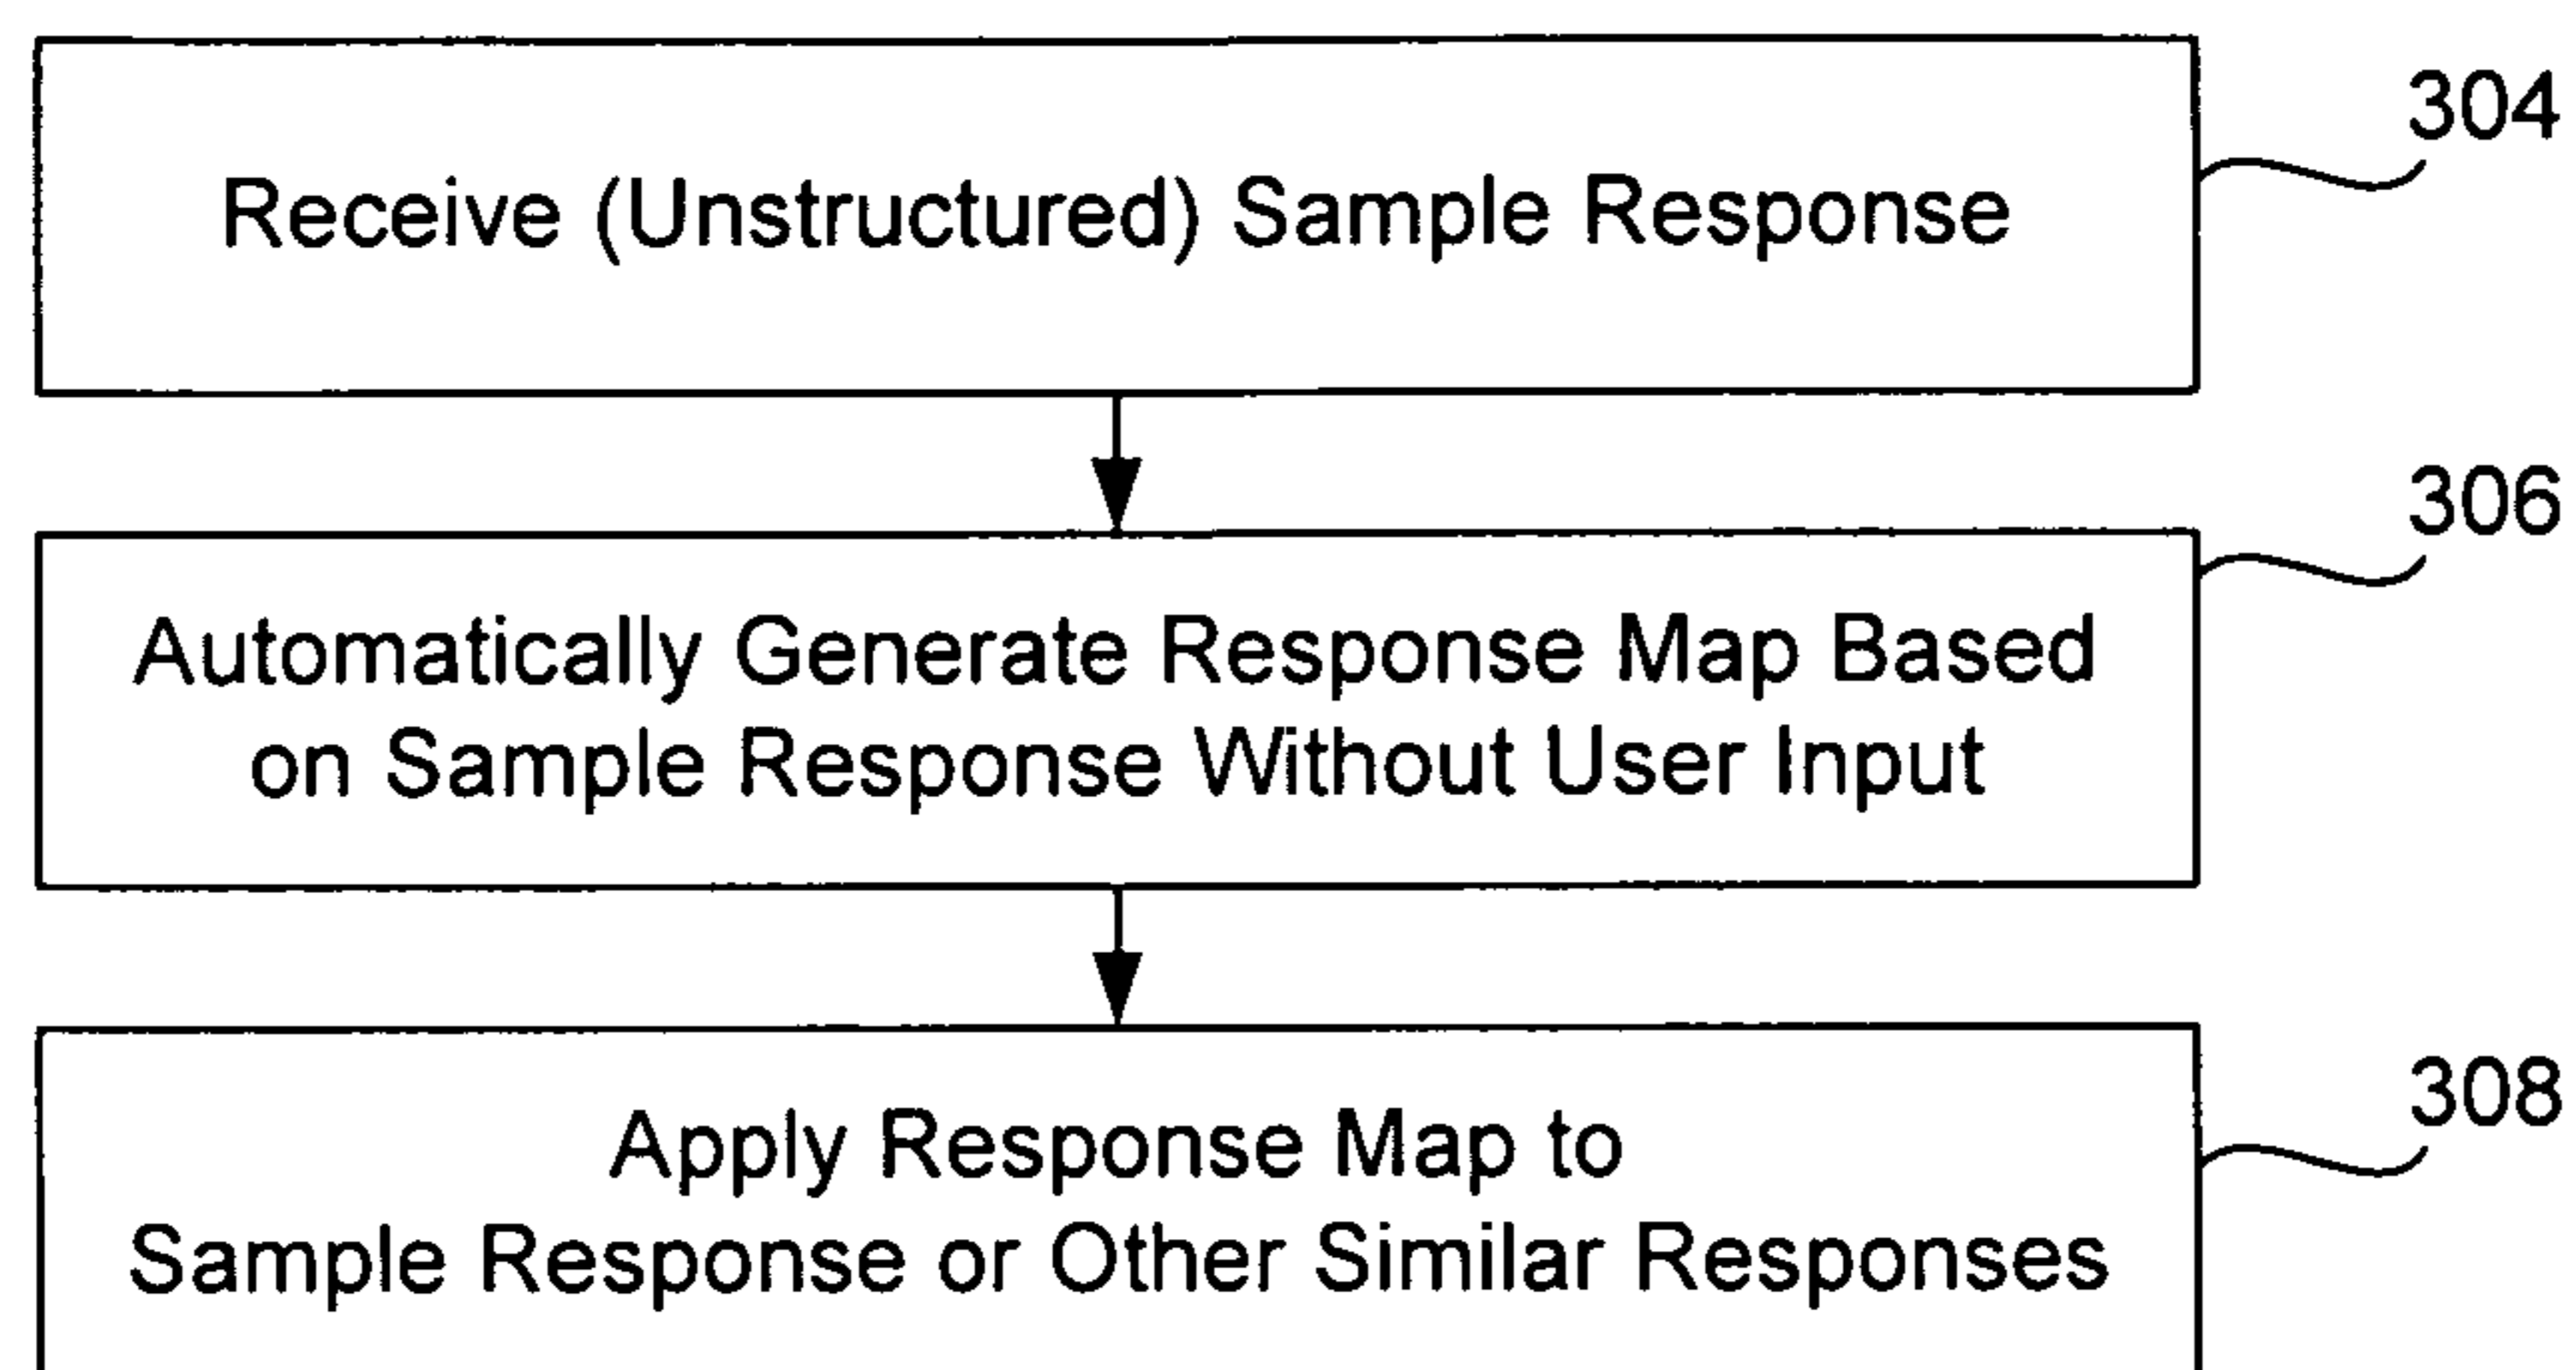 304
Receive (Unstructured) Sample Response
306
Automatically Generate Response Map Based
on Sample Response Without User Input
308
Apply Response Map to
Sample Response or Other Similar Responses